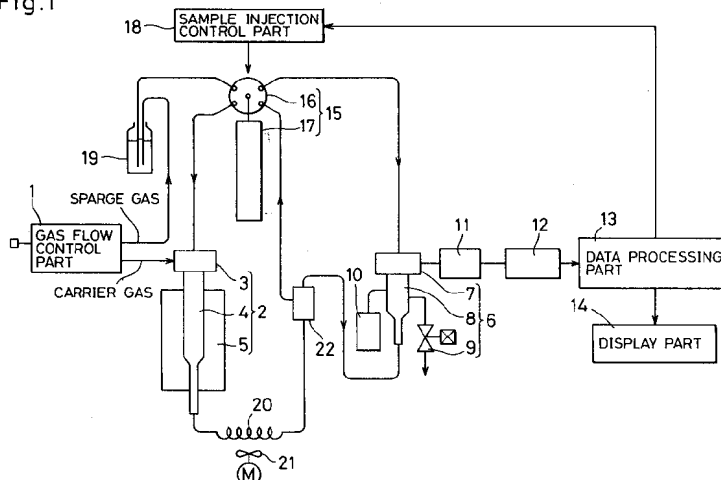 Fig.1
18
SAMPLE INJECTION
CONTROL PART
16
17
15
19
SPARGE GAS
1
GAS FLOW
CONTROL
PART
CARRIER GAS
3
4
2
5
22
10
7
8
6
9
11
12
13
DATA PROCESSING
PART
14
DISPLAY PART
20
21
M